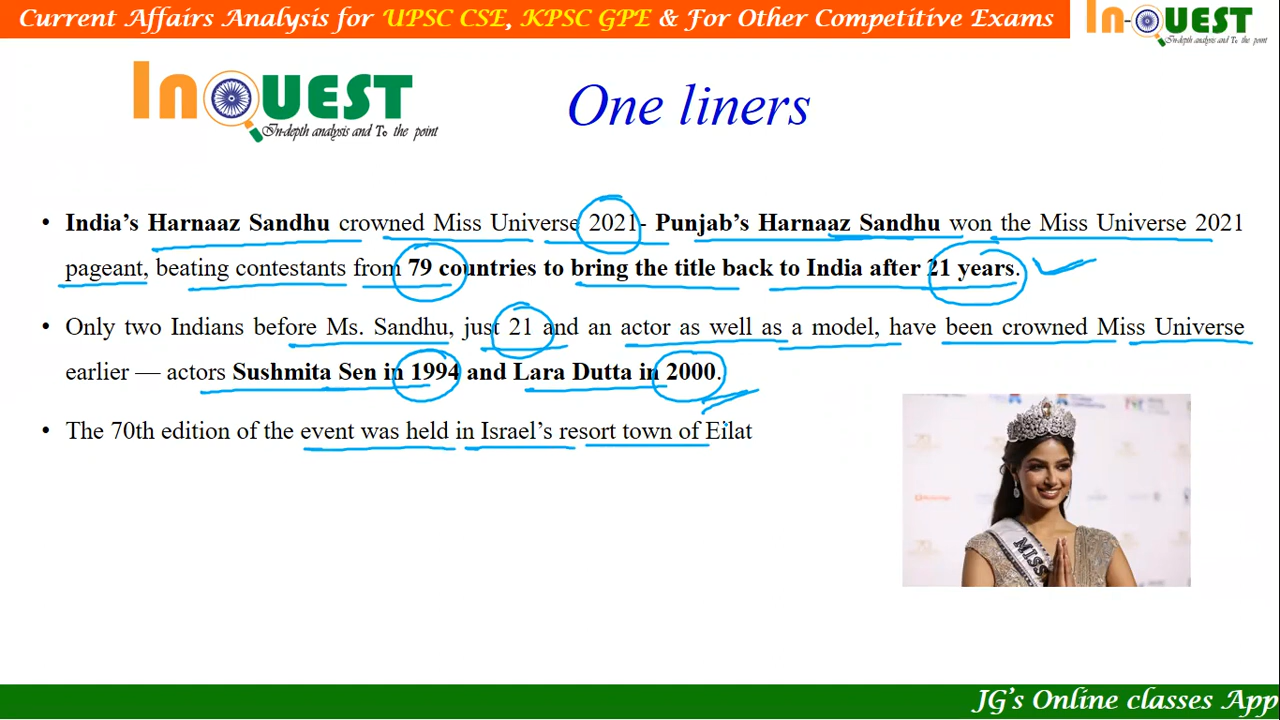 Current Affairs Analysis for UPSC CSE, KPSC GPE & For Other Competitive Exams
In-QUEST
In-depth analysis and To the point
InQUEST
In-depth analysis and To the point
One liners
• India's Harnaaz Sandhu crowned Miss Universe 2021- Punjab's Harnaaz Sandhu won the Miss Universe 2021
pageant, beating contestants from 79 countries to bring the title back to India after 21 years.
• Only two Indians before Ms. Sandhu, just 21 and an actor as well as a model, have been crowned Miss Universe
earlier — actors Sushmita Sen in 1994 and Lara Dutta in 2000.
• The 70th edition of the event was held in Israel's resort town of Eilat
MISS
JG's Online classes App